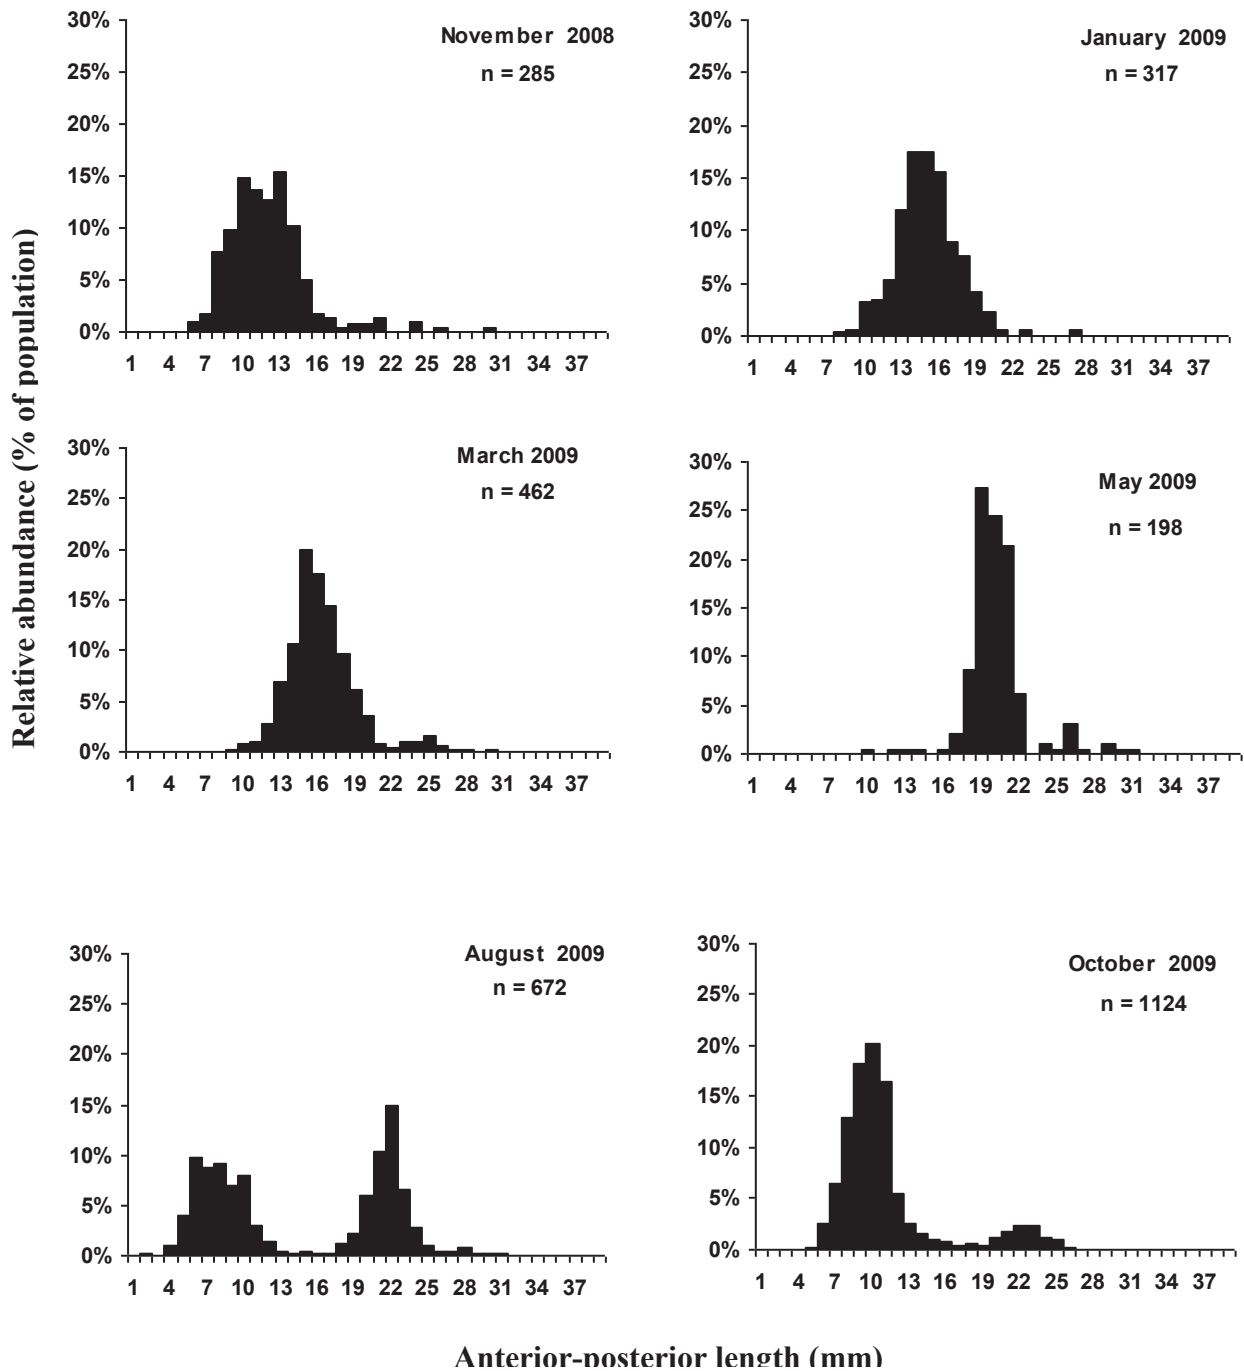 Relative abundance (% of population)
November 2008
n = 285
30%
25%
20%
15%
10%
5%
0%
1 4 7 10 13 16 19 22 25 28 31 34 37
January 2009
n = 317
30%
25%
20%
15%
10%
5%
0%
1 4 7 10 13 16 19 22 25 28 31 34 37
March 2009
n = 462
30%
25%
20%
15%
10%
5%
0%
1 4 7 10 13 16 19 22 25 28 31 34 37
May 2009
n = 198
30%
25%
20%
15%
10%
5%
0%
1 4 7 10 13 16 19 22 25 28 31 34 37
August 2009
n = 672
30%
25%
20%
15%
10%
5%
0%
1 4 7 10 13 16 19 22 25 28 31 34 37
October 2009
n = 1124
30%
25%
20%
15%
10%
5%
0%
1 4 7 10 13 16 19 22 25 28 31 34 37
Anterior-posterior length (mm)